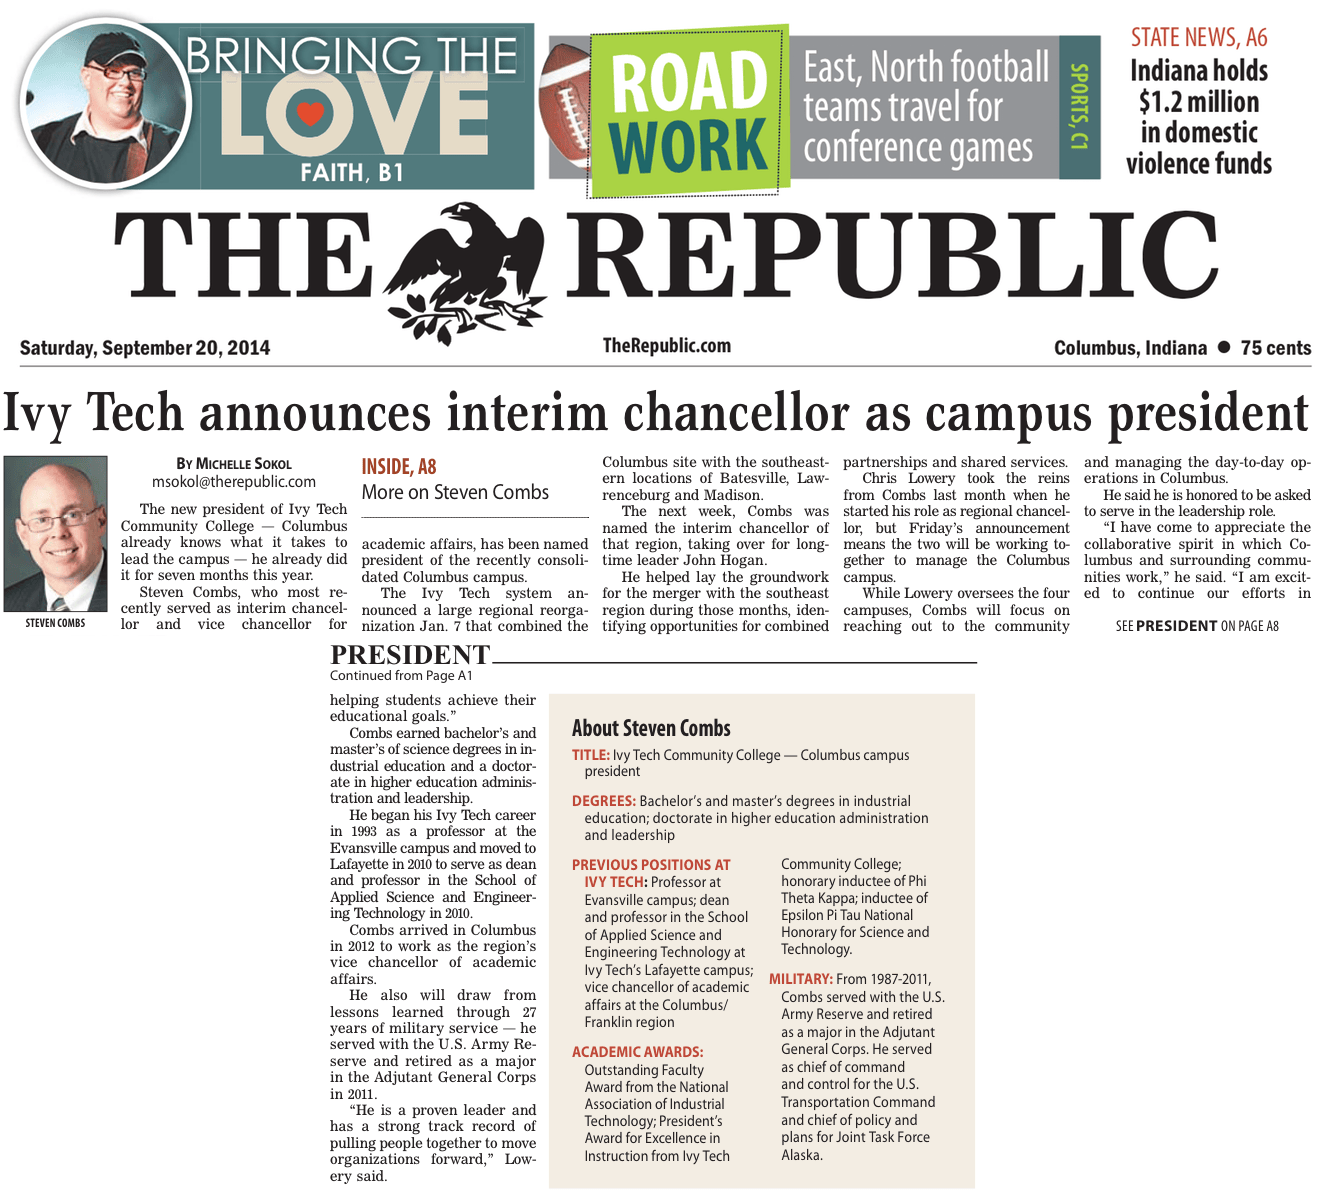 BRINGING THE
LOVE
FAITH, B1
ROAD
WORK
East, North football
teams travel for
conference games
SPORTS, C1
STATE NEWS, A6
Indiana holds
$1.2 million
in domestic
violence funds
THE REPUBLIC
Saturday, September 20, 2014
TheRepublic.com
Columbus, Indiana ● 75 cents
Ivy Tech announces interim chancellor as campus president
STEVEN COMBS
BY MICHELLE SOKOL
msokol@therepublic.com
The new president of Ivy Tech
Community College — Columbus
already knows what it takes to
lead the campus — he already did
it for seven months this year.
Steven Combs, who most re-
cently served as interim chancel-
lor and vice chancellor for
INSIDE, A8
More on Steven Combs
academic affairs, has been named
president of the recently consoli-
dated Columbus campus.
The Ivy Tech system an-
nounced a large regional reorga-
nization Jan. 7 that combined the
Columbus site with the southeast-
ern locations of Batesville, Law-
renceburg and Madison.
The next week, Combs was
named the interim chancellor of
that region, taking over for long-
time leader John Hogan.
He helped lay the groundwork
for the merger with the southeast
region during those months, iden-
tifying opportunities for combined
partnerships and shared services.
Chris Lowery took the reins
from Combs last month when he
started his role as regional chancel-
lor, but Friday’s announcement
means the two will be working to-
gether to manage the Columbus
campus.
While Lowery oversees the four
campuses, Combs will focus on
reaching out to the community
and managing the day-to-day op-
erations in Columbus.
He said he is honored to be asked
to serve in the leadership role.
“I have come to appreciate the
collaborative spirit in which Co-
lumbus and surrounding commu-
nities work,” he said. “I am excit-
ed to continue our efforts in
SEE PRESIDENT ON PAGE A8
PRESIDENT
Continued from Page A1
helping students achieve their
educational goals.”
Combs earned bachelor’s and
master’s of science degrees in in-
dustrial education and a doctor-
ate in higher education adminis-
tration and leadership.
He began his Ivy Tech career
in 1993 as a professor at the
Evansville campus and moved to
Lafayette in 2010 to serve as dean
and professor in the School of
Applied Science and Engineer-
ing Technology in 2010.
Combs arrived in Columbus
in 2012 to work as the region’s
vice chancellor of academic
affairs.
He also will draw from
lessons learned through 27
years of military service — he
served with the U.S. Army Re-
serve and retired as a major
in the Adjutant General Corps
in 2011.
“He is a proven leader and
has a strong track record of
pulling people together to move
organizations forward,” Low-
ery said.
About Steven Combs
TITLE: Ivy Tech Community College — Columbus campus
president
DEGREES: Bachelor’s and master’s degrees in industrial
education; doctorate in higher education administration
and leadership
PREVIOUS POSITIONS AT
IVY TECH: Professor at
Evansville campus; dean
and professor in the School
of Applied Science and
Engineering Technology at
Ivy Tech’s Lafayette campus;
vice chancellor of academic
affairs at the Columbus/
Franklin region
ACADEMIC AWARDS:
Outstanding Faculty
Award from the National
Association of Industrial
Technology; President’s
Award for Excellence in
Instruction from Ivy Tech
Community College;
honorary inductee of Phi
Theta Kappa; inductee of
Epsilon Pi Tau National
Honorary for Science and
Technology.
MILITARY: From 1987-2011,
Combs served with the U.S.
Army Reserve and retired
as a major in the Adjutant
General Corps. He served
as chief of command
and control for the U.S.
Transportation Command
and chief of policy and
plans for Joint Task Force
Alaska.